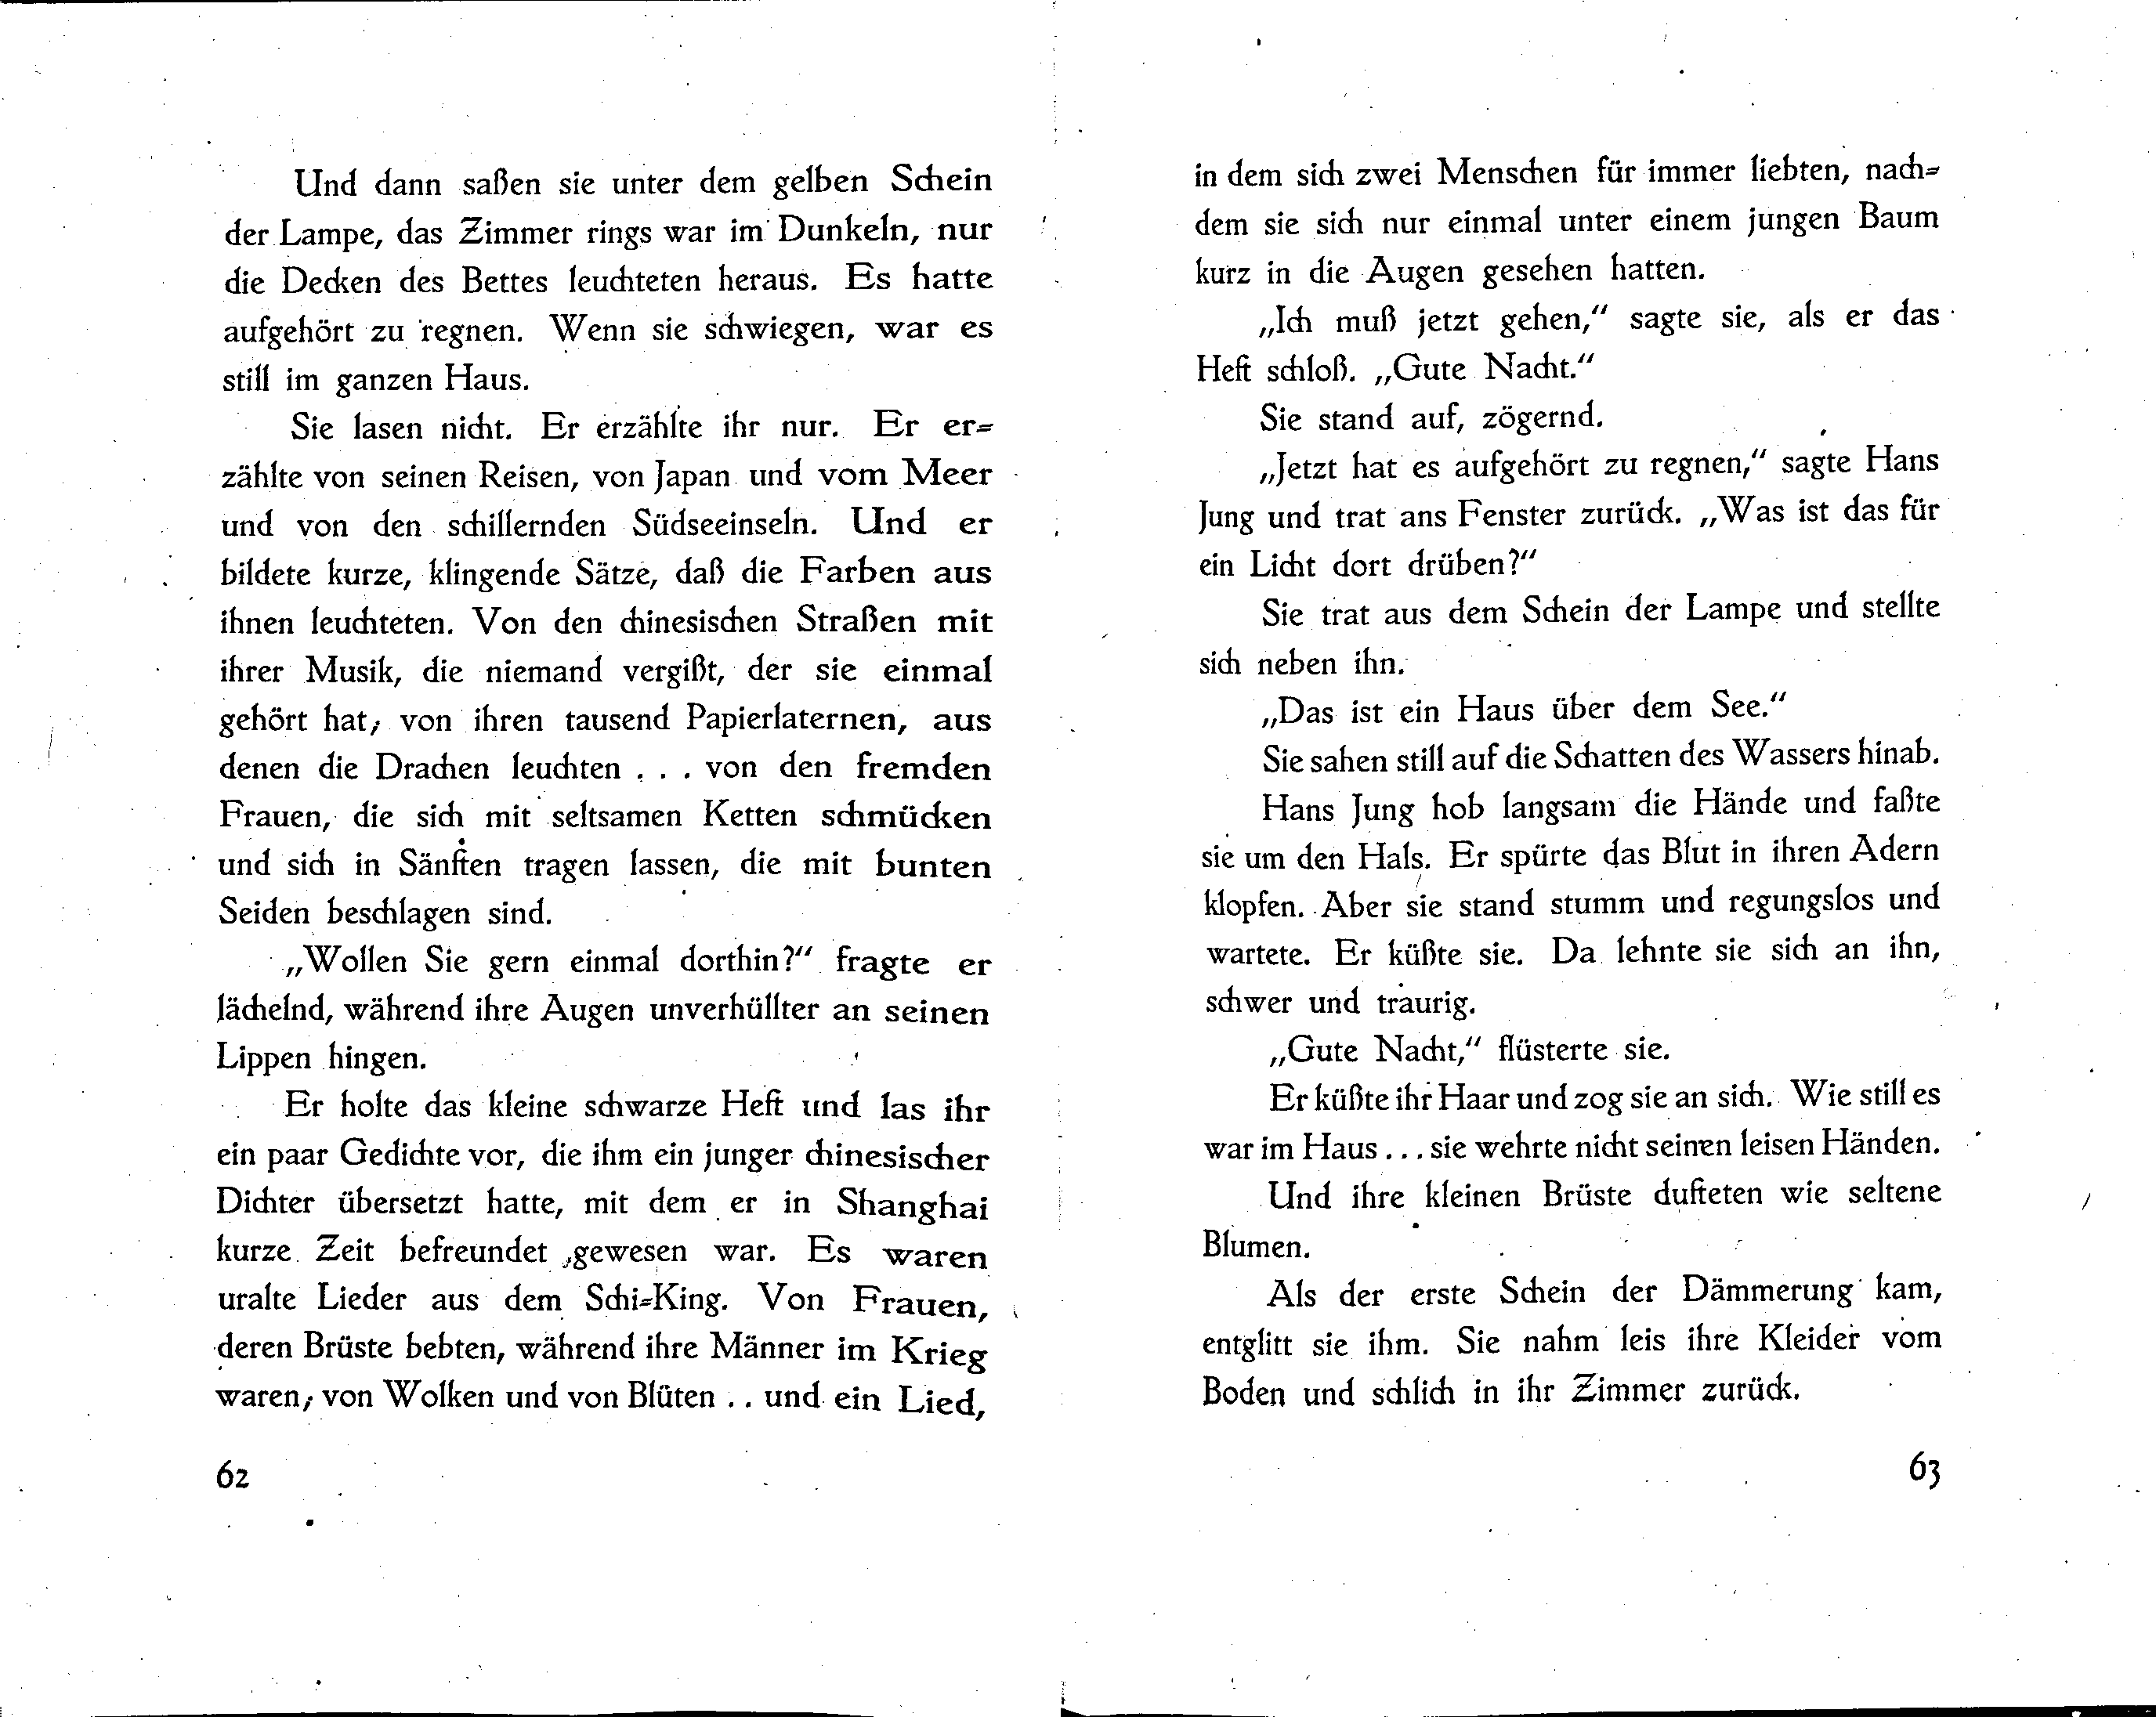 Und dann saßen sie unter dem gelben Schein
der Lampe, das Zimmer rings war im Dunkeln, nur
die Decken des Bettes leuchteten heraus. Es hatte
aufgehört zu regnen. Wenn sie schwiegen, war es
still im ganzen Haus.
Sie lasen nicht. Er erzählte ihr nur. Er er-
zählte von seinen Reisen, von Japan und vom Meer
und von den schillernden Südseeinseln. Und er
bildete kurze, klingende Sätze, daß die Farben aus
ihnen leuchteten. Von den chinesischen Straßen mit
ihrer Musik, die niemand vergißt, der sie einmal
gehört hat; von ihren tausend Papierlaternen, aus
denen die Drachen leuchten . . . von den fremden
Frauen, die sich mit seltsamen Ketten schmücken
und sich in Sänften tragen lassen, die mit bunten
Seiden beschlagen sind.
„Wollen Sie gern einmal dorthin?“ fragte er
lächelnd, während ihre Augen unverhüllter an seinen
Lippen hingen.
Er holte das kleine schwarze Heft und las ihr
ein paar Gedichte vor, die ihm ein junger chinesischer
Dichter übersetzt hatte, mit dem er in Shanghai
kurze Zeit befreundet gewesen war. Es waren
uralte Lieder aus dem Schi-King. Von Frauen,
deren Brüste bebten, während ihre Männer im Krieg
waren; von Wolken und von Blüten . . und ein Lied,
62
in dem sich zwei Menschen für immer liebten, nach-
dem sie sich nur einmal unter einem jungen Baum
kurz in die Augen gesehen hatten.
„Ich muß jetzt gehen,“ sagte sie, als er das
Heft schloß. „Gute Nacht.“
Sie stand auf, zögernd.
„Jetzt hat es aufgehört zu regnen,“ sagte Hans
Jung und trat ans Fenster zurück. „Was ist das für
ein Licht dort drüben?“
Sie trat aus dem Schein der Lampe und stellte
sich neben ihn.
„Das ist ein Haus über dem See.“
Sie sahen still auf die Schatten des Wassers hinab.
Hans Jung hob langsam die Hände und faßte
sie um den Hals. Er spürte das Blut in ihren Adern
klopfen. Aber sie stand stumm und regungslos und
wartete. Er küßte sie. Da lehnte sie sich an ihn,
schwer und traurig.
„Gute Nacht,“ flüsterte sie.
Er küßte ihr Haar und zog sie an sich. Wie still es
war im Haus . . . sie wehrte nicht seinen leisen Händen.
Und ihre kleinen Brüste dufteten wie seltene
Blumen.
Als der erste Schein der Dämmerung kam,
entglitt sie ihm. Sie nahm leis ihre Kleider vom
Boden und schlich in ihr Zimmer zurück.
63